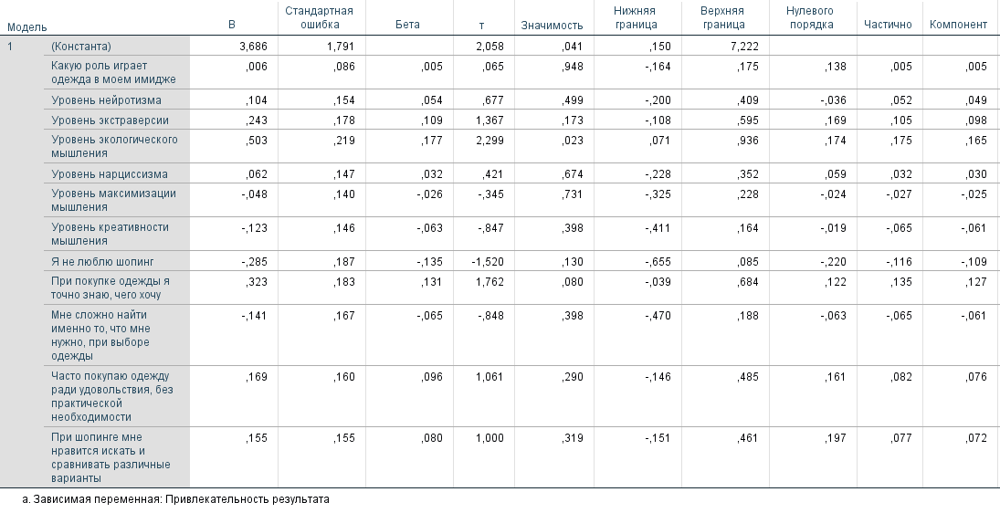 Модель B Стандартная ошибка Бета т Значимость Нижняя граница Верхняя граница Нулевого порядка Частично Компонент
1 (Константа) 3,686 1,791 2,058 ,041 ,150 7,222
Какую роль играет одежда в моем имидже ,006 ,086 ,005 ,065 ,948 -,164 ,175 ,138 ,005 ,005
Уровень нейротизма ,104 ,154 ,054 ,677 ,499 -,200 ,409 -,036 ,052 ,049
Уровень экстраверсии ,243 ,178 ,109 1,367 ,173 -,108 ,595 ,169 ,105 ,098
Уровень экологического мышления ,503 ,219 ,177 2,299 ,023 ,071 ,936 ,174 ,175 ,165
Уровень нарциссизма ,062 ,147 ,032 ,421 ,674 -,228 ,352 ,059 ,032 ,030
Уровень максимизации мышления -,048 ,140 -,026 -,345 ,731 -,325 ,228 -,024 -,027 -,025
Уровень креативности мышления -,123 ,146 -,063 -,847 ,398 -,411 ,164 -,019 -,065 -,061
Я не люблю шопинг -,285 ,187 -,135 -1,520 ,130 -,655 ,085 -,220 -,116 -,109
При покупке одежды я точно знаю, чего хочу ,323 ,183 ,131 1,762 ,080 -,039 ,684 ,122 ,135 ,127
Мне сложно найти именно то, что мне нужно, при выборе одежды -,141 ,167 -,065 -,848 ,398 -,470 ,188 -,063 -,065 -,061
Часто покупаю одежду ради удовольствия, без практической необходимости ,169 ,160 ,096 1,061 ,290 -,146 ,485 ,161 ,082 ,076
При шопинге мне нравится искать и сравнивать различные варианты ,155 ,155 ,080 1,000 ,319 -,151 ,461 ,197 ,077 ,072
a. Зависимая переменная: Привлекательность результата